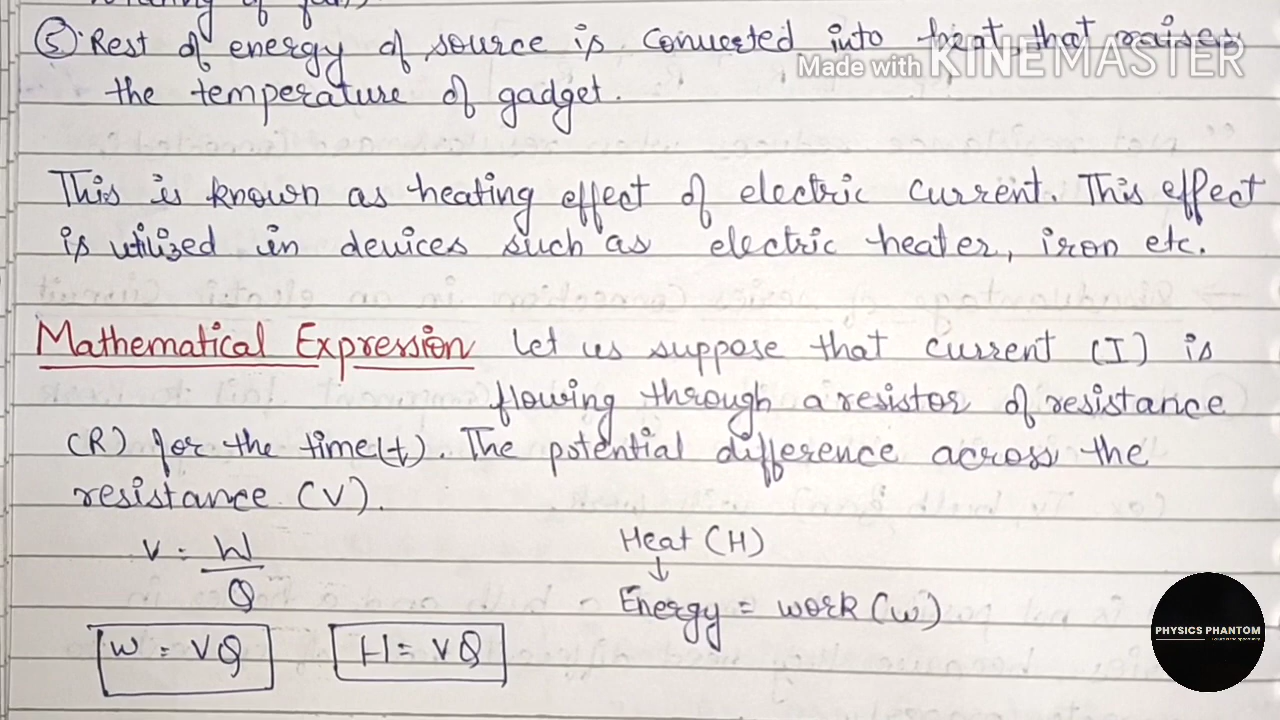 ⑤. Rest of energy of source is converted into heat, that raises
Made with KINEMASTER
the temperature of gadget.
This is known as heating effect of electric current. This effect
is utilized in devices such as electric heater, iron etc.
Mathematical Expression Let us suppose that current (I) is
flowing through a resistor of resistance
(R) for the time(t). The potential difference across the
resistance (V).
V = W
Q
Heat (H)
↓
Energy = work (W)
W = VQ
H = VQ
PHYSICS PHANTOM